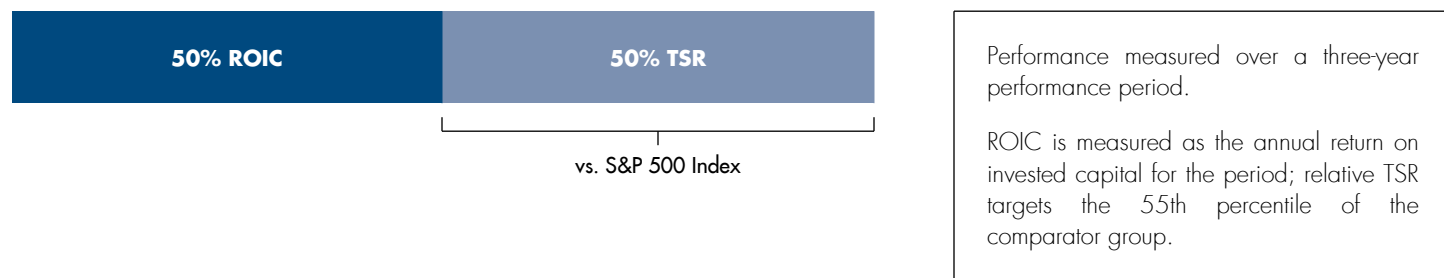 50% ROIC
50% TSR
vs. S&P 500 Index
Performance measured over a three-year
performance period.
ROIC is measured as the annual return on
invested capital for the period; relative TSR
targets the 55th percentile of the
comparator group.